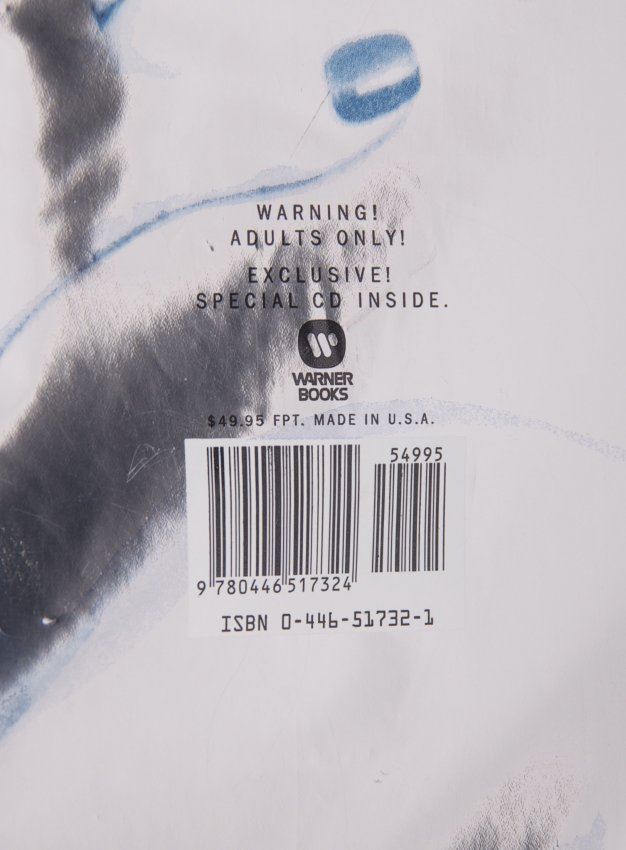 WARNING!
ADULTS ONLY!
EXCLUSIVE!
SPECIAL CD INSIDE.
WARNER
BOOKS
$49.95 FPT. MADE IN U.S.A.
54995
9 780446 517324
ISBN 0-446-51732-1